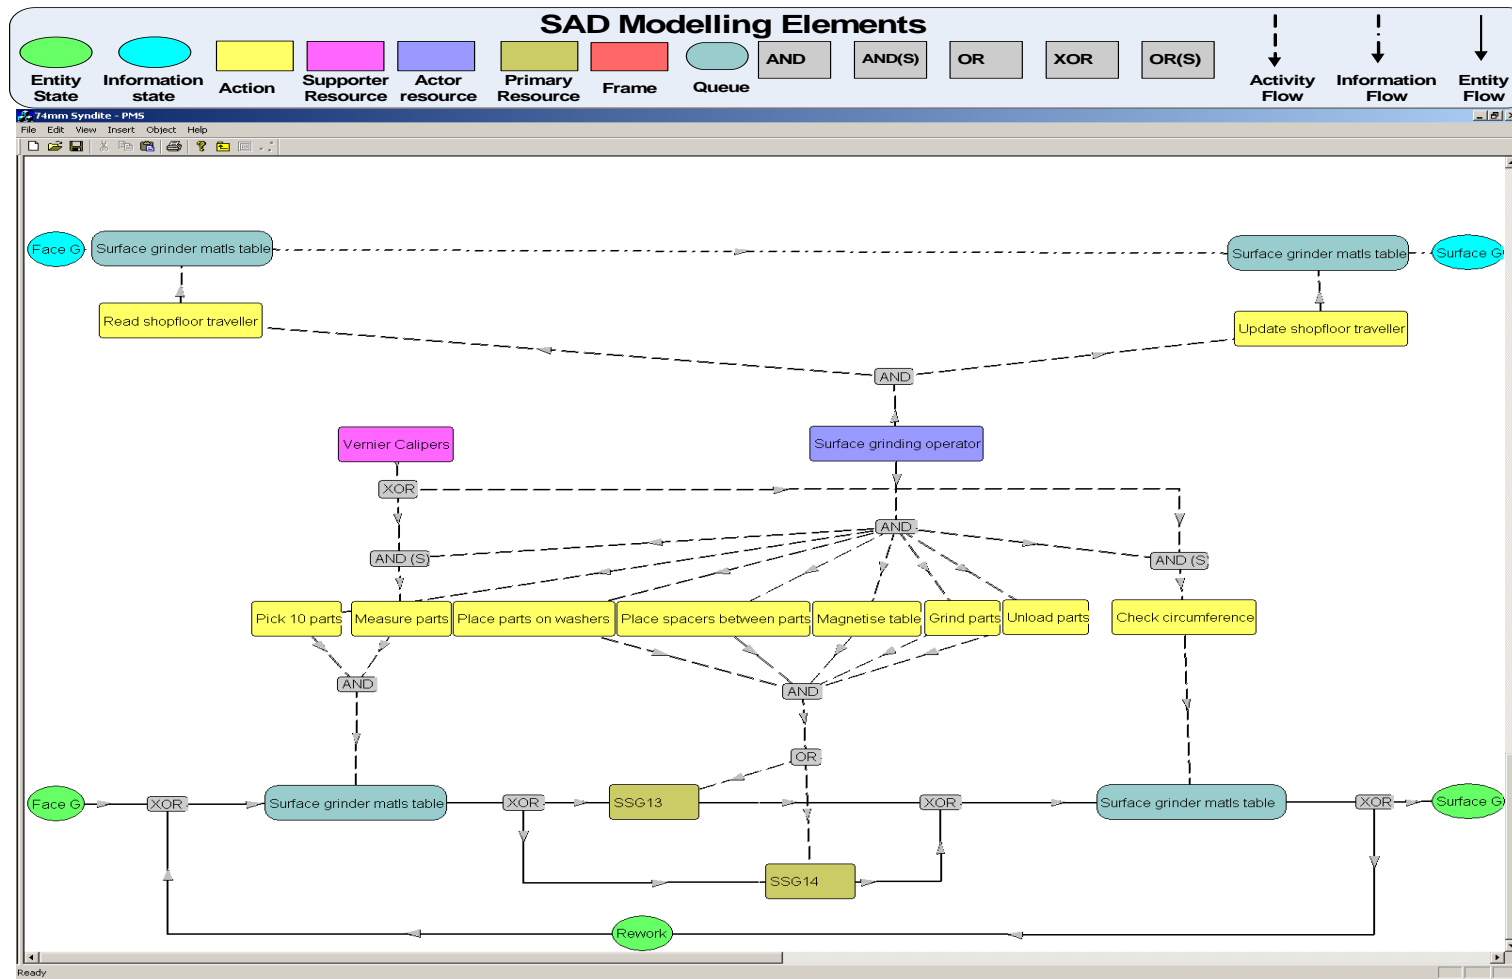 SAD Modelling Elements
AND
AND(S)
OR
XOR
OR(S)
Entity State
Information state
Action
Supporter Resource
Actor resource
Primary Resource
Frame
Queue
Activity Flow
Information Flow
Entity Flow
74mm Syndite - PMS
File Edit View Insert Object Help
Face G
Surface grinder matls table
Surface grinder matls table
Surface G
Read shopfloor traveller
Update shopfloor traveller
AND
Vernier Calipers
Surface grinding operator
XOR
AND
AND (S)
AND (S)
Pick 10 parts
Measure parts
Place parts on washers
Place spacers between parts
Magnetise table
Grind parts
Unload parts
Check circumference
AND
AND
OR
Face G
XOR
Surface grinder matls table
XOR
SSG13
XOR
Surface grinder matls table
XOR
Surface G
SSG14
Rework
Ready